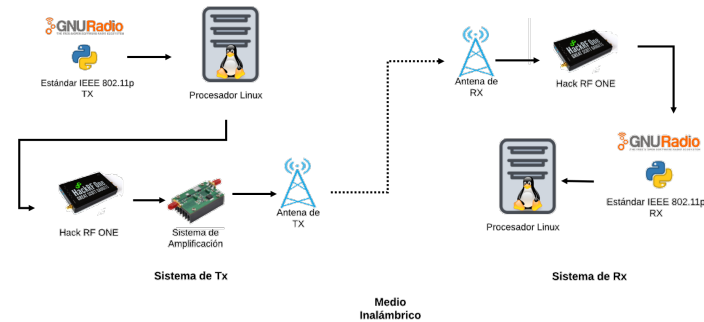 GNURadio
Estándar IEEE 802.11p
TX
Procesador Linux
HackRF One
Hack RF ONE
Sistema de
Amplificación
Antena de
TX
Sistema de Tx
Medio
Inalámbrico
Antena de
RX
Hack RF ONE
GNURadio
Estándar IEEE 802.11p
RX
Procesador Linux
Sistema de Rx